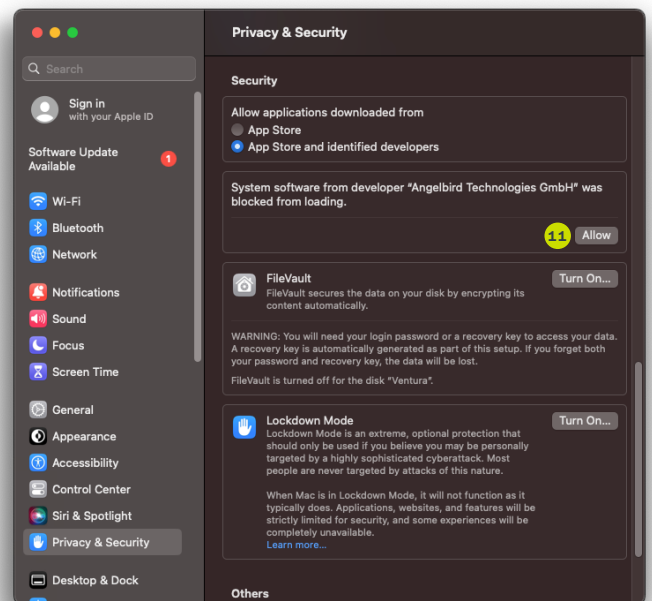 Privacy & Security
Search
Sign in
with your Apple ID
Software Update
Available
1
Wi-Fi
Bluetooth
Network
Notifications
Sound
Focus
Screen Time
General
Appearance
Accessibility
Control Center
Siri & Spotlight
Privacy & Security
Desktop & Dock
Security
Allow applications downloaded from
App Store
App Store and identified developers
System software from developer “Angelbird Technologies GmbH” was
blocked from loading.
11 Allow
FileVault
Turn On...
FileVault secures the data on your disk by encrypting its
content automatically.
WARNING: You will need your login password or a recovery key to access your data.
A recovery key is automatically generated as part of this setup. If you forget both
your password and recovery key, the data will be lost.
FileVault is turned off for the disk “Ventura”.
Lockdown Mode
Turn On...
Lockdown Mode is an extreme, optional protection that
should only be used if you believe you may be personally
targeted by a highly sophisticated cyberattack. Most
people are never targeted by attacks of this nature.
When Mac is in Lockdown Mode, it will not function as it
typically does. Applications, websites, and features will be
strictly limited for security, and some experiences will be
completely unavailable.
Learn more...
Others